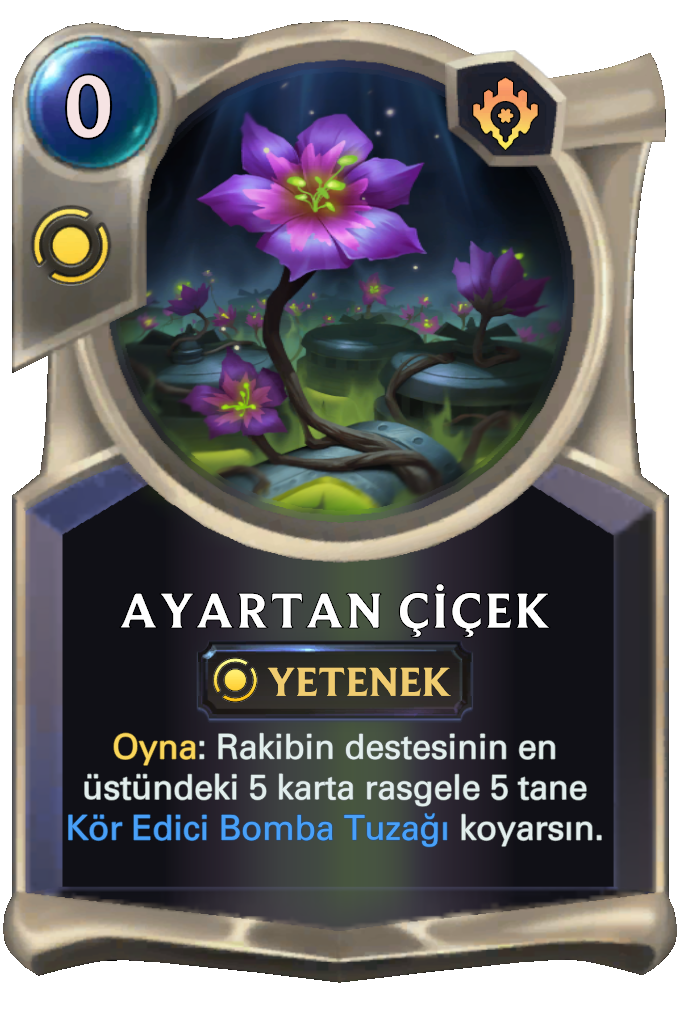 0
AYARTAN ÇİÇEK
YETENEK
Oyna: Rakibin destesinin en
üstündeki 5 karta rasgele 5 tane
Kör Edici Bomba Tuzağı koyarsın.